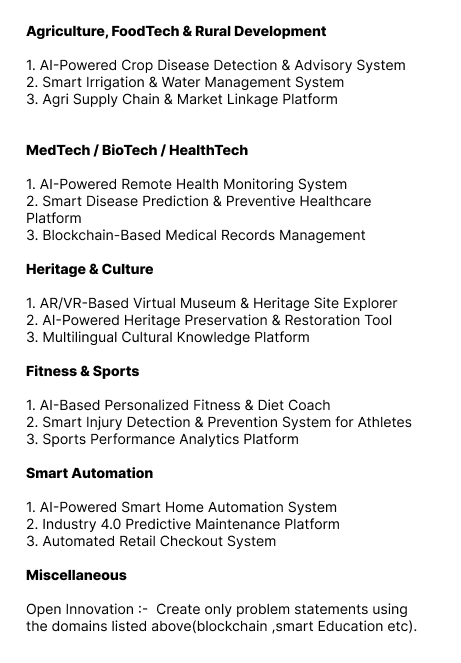 Agriculture, FoodTech & Rural Development
1. AI-Powered Crop Disease Detection & Advisory System
2. Smart Irrigation & Water Management System
3. Agri Supply Chain & Market Linkage Platform
MedTech / BioTech / HealthTech
1. AI-Powered Remote Health Monitoring System
2. Smart Disease Prediction & Preventive Healthcare
Platform
3. Blockchain-Based Medical Records Management
Heritage & Culture
1. AR/VR-Based Virtual Museum & Heritage Site Explorer
2. AI-Powered Heritage Preservation & Restoration Tool
3. Multilingual Cultural Knowledge Platform
Fitness & Sports
1. AI-Based Personalized Fitness & Diet Coach
2. Smart Injury Detection & Prevention System for Athletes
3. Sports Performance Analytics Platform
Smart Automation
1. AI-Powered Smart Home Automation System
2. Industry 4.0 Predictive Maintenance Platform
3. Automated Retail Checkout System
Miscellaneous
Open Innovation :-  Create only problem statements using
the domains listed above(blockchain ,smart Education etc).